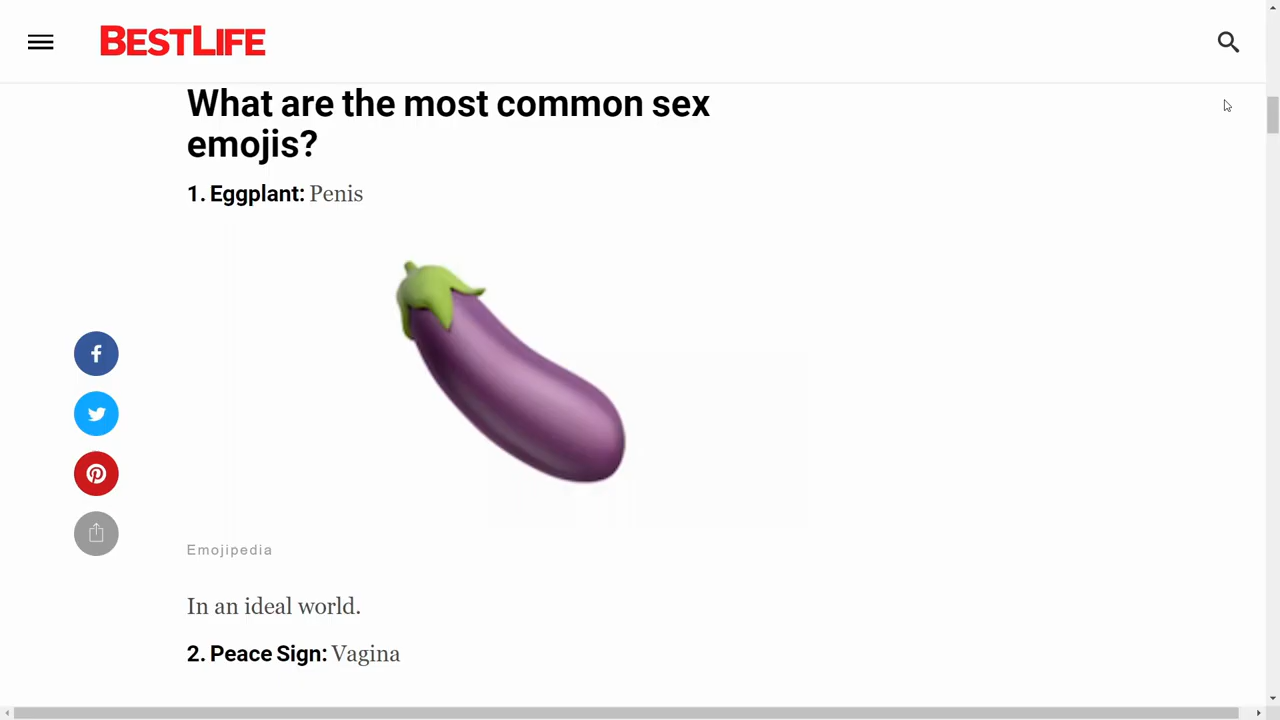 BESTLIFE
What are the most common sex
emojis?
1. Eggplant: Penis
Emojipedia
In an ideal world.
2. Peace Sign: Vagina